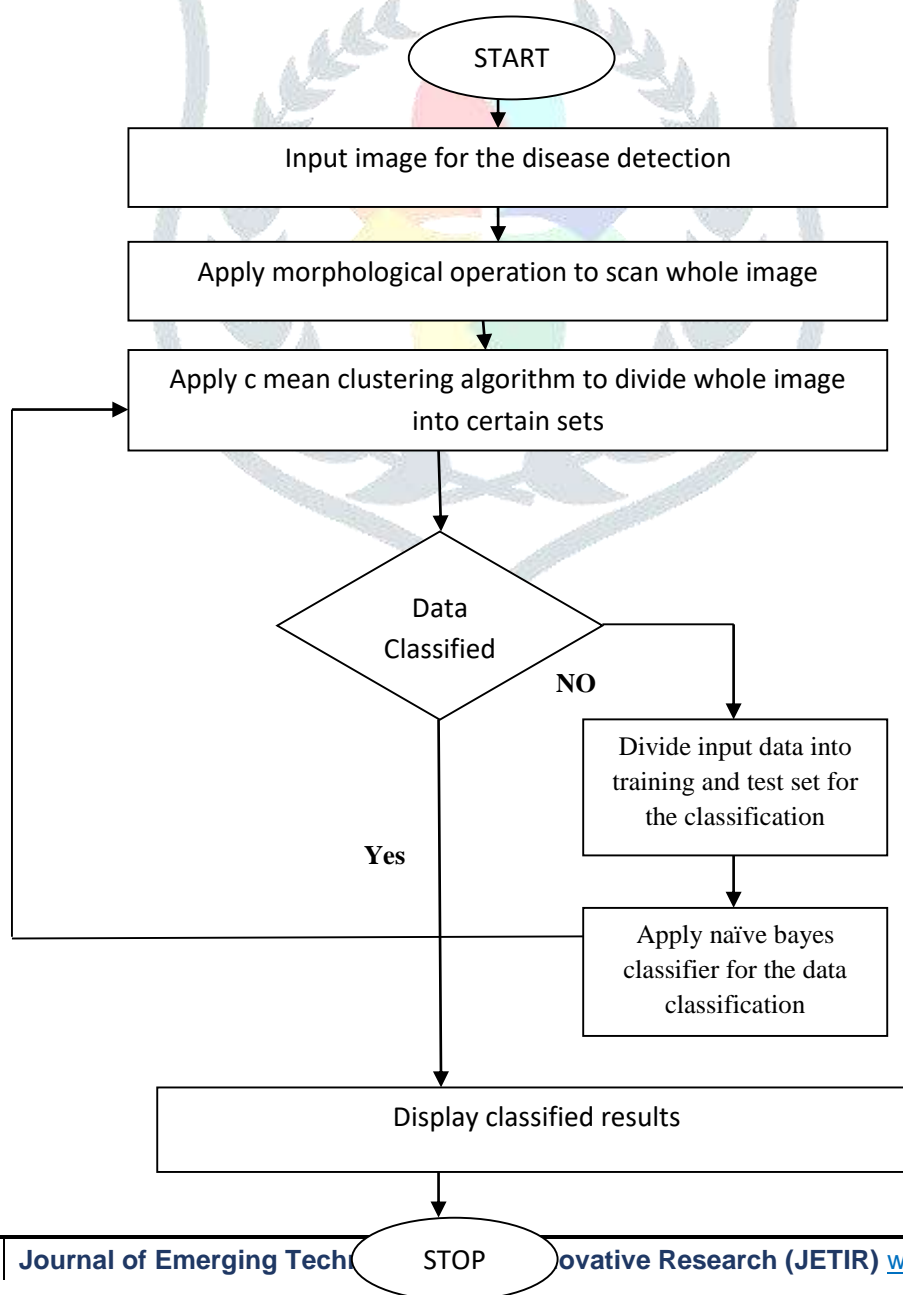 START
Input image for the disease detection
Apply morphological operation to scan whole image
Apply c mean clustering algorithm to divide whole image
into certain sets
Data
Classified
NO
Divide input data into
training and test set for
the classification
Yes
Apply naïve bayes
classifier for the data
classification
Display classified results
STOP
Journal of Emerging Research (JETIR)